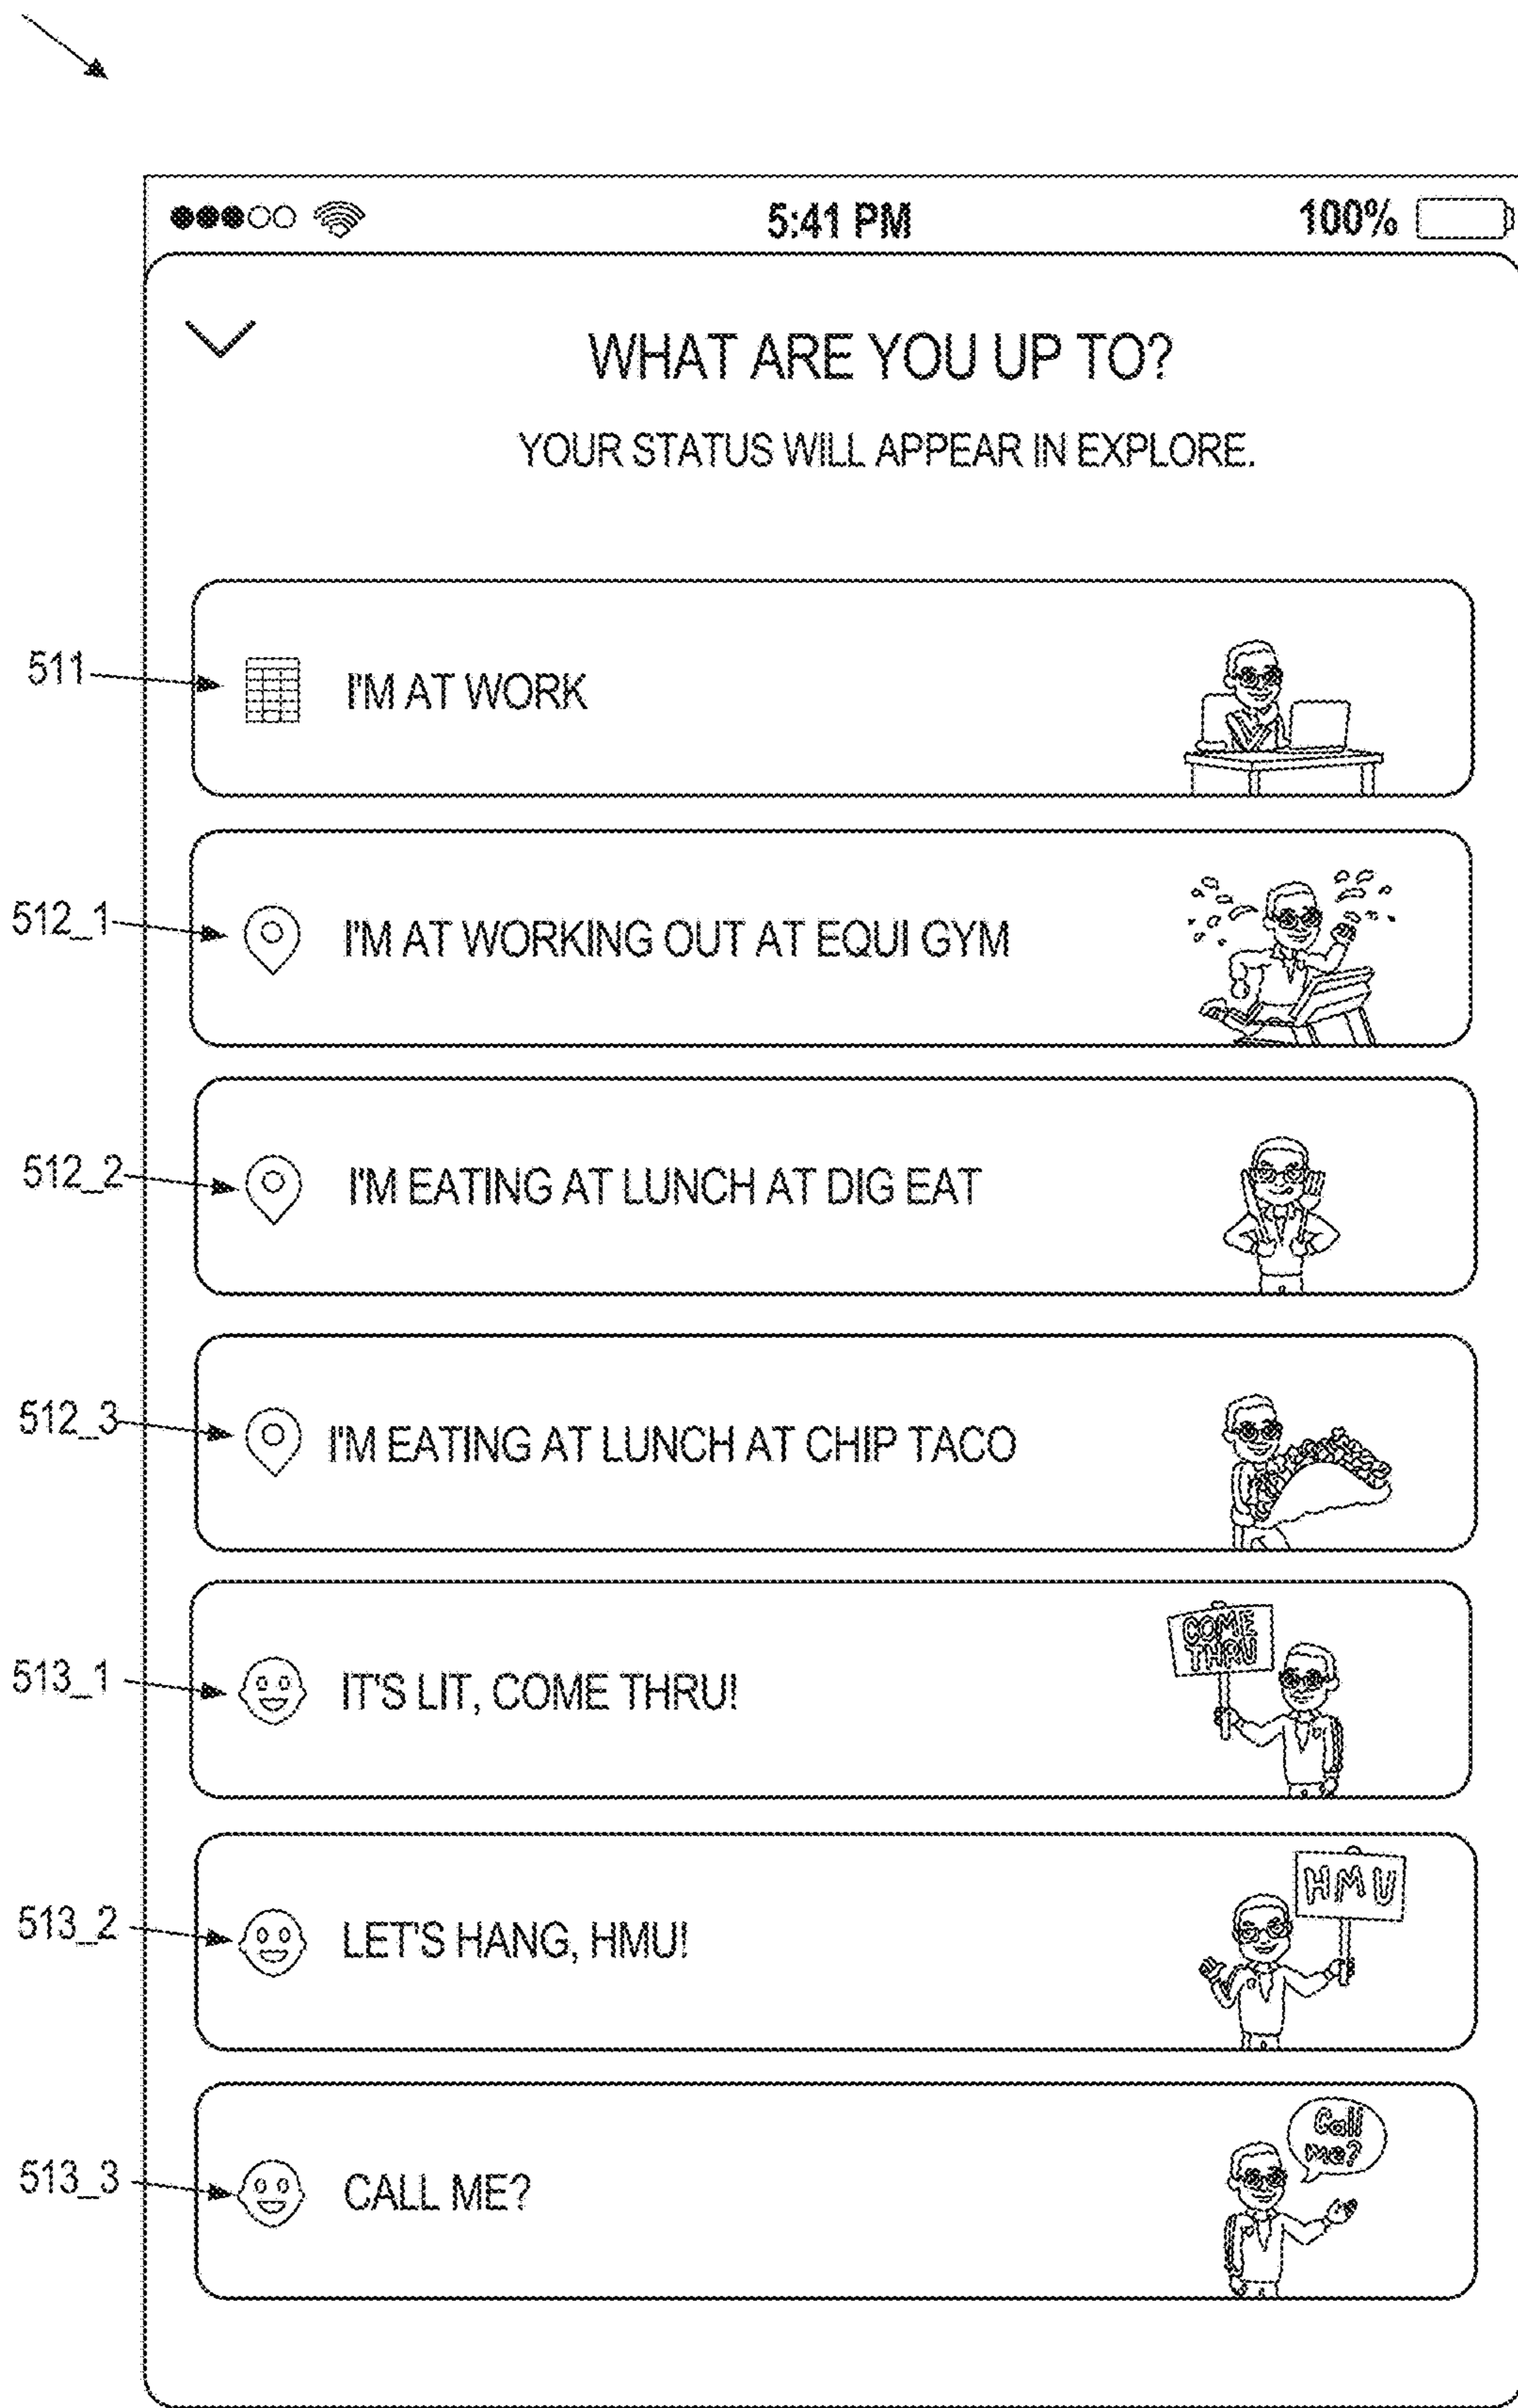 5:41 PM 100%
WHAT ARE YOU UP TO?
YOUR STATUS WILL APPEAR IN EXPLORE.
511 I'M AT WORK
512_1 I'M AT WORKING OUT AT EQUI GYM
512_2 I'M EATING AT LUNCH AT DIG EAT
512_3 I'M EATING AT LUNCH AT CHIP TACO
COME
THRU
513_1 IT'S LIT, COME THRU!
HMU
513_2 LET'S HANG, HMU!
Call
me?
513_3 CALL ME?